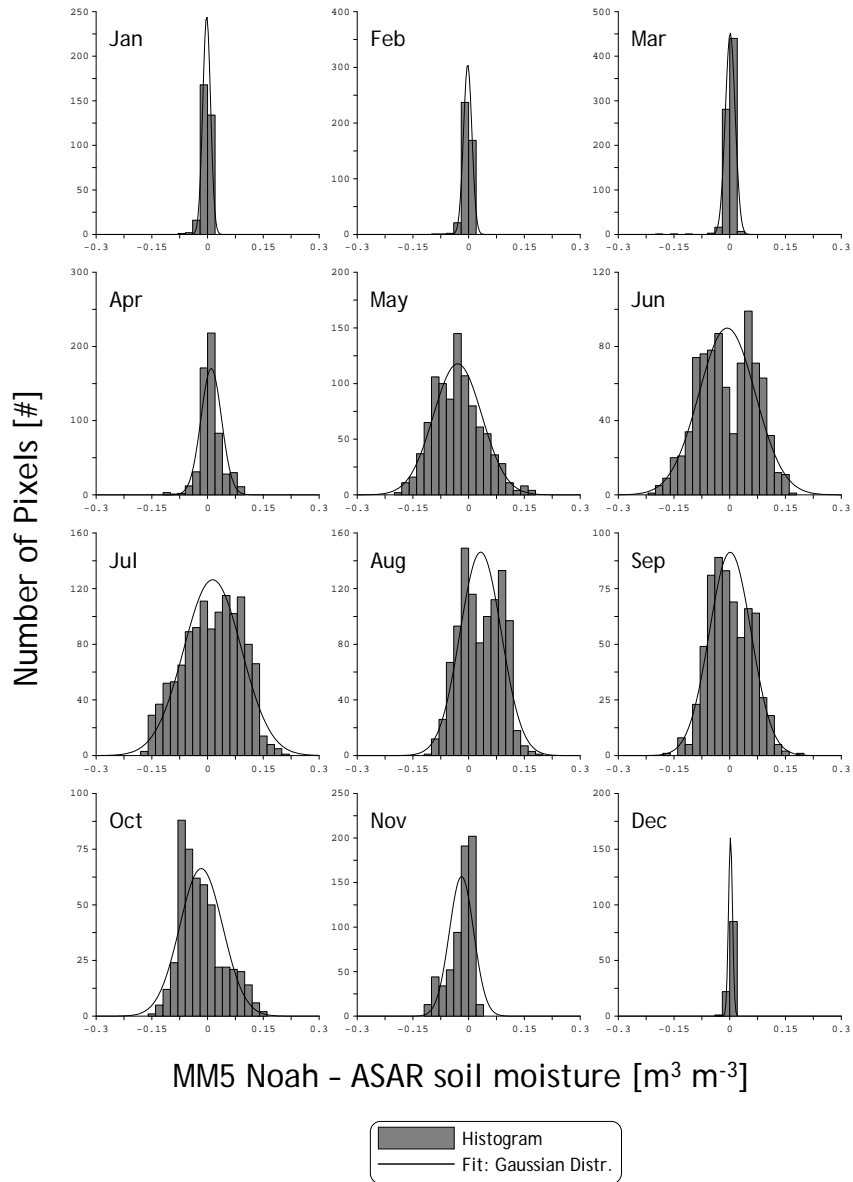 Number of Pixels [#]
Jan
250
200
150
100
50
0
-0.3 -0.15 0 0.15 0.3
Feb
400
300
200
100
0
-0.3 -0.15 0 0.15 0.3
Mar
500
400
300
200
100
0
-0.3 -0.15 0 0.15 0.3
Apr
300
200
100
0
-0.3 -0.15 0 0.15 0.3
May
200
150
100
50
0
-0.3 -0.15 0 0.15 0.3
Jun
120
80
40
0
-0.3 -0.15 0 0.15 0.3
Jul
160
120
80
40
0
-0.3 -0.15 0 0.15 0.3
Aug
160
120
80
40
0
-0.3 -0.15 0 0.15 0.3
Sep
100
75
50
25
0
-0.3 -0.15 0 0.15 0.3
Oct
100
75
50
25
0
-0.3 -0.15 0 0.15 0.3
Nov
250
200
150
100
50
0
-0.3 -0.15 0 0.15 0.3
Dec
200
150
100
50
0
-0.3 -0.15 0 0.15 0.3
MM5 Noah – ASAR soil moisture [m³ m⁻³]
Histogram
Fit: Gaussian Distr.